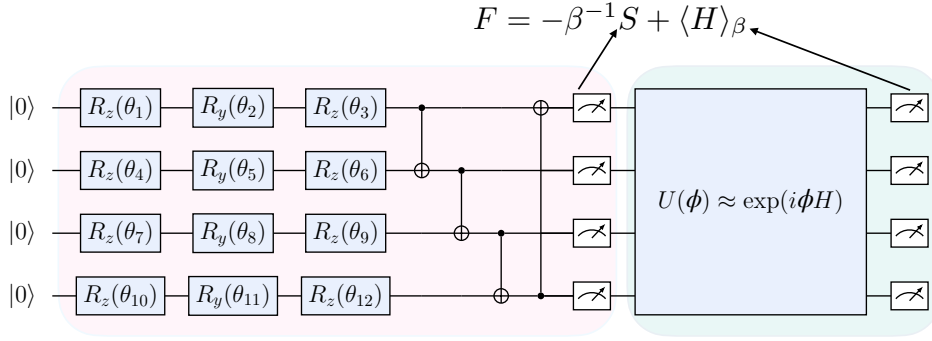 F = −β⁻¹S + ⟨H⟩_β
|0⟩ R_z(θ_1) R_y(θ_2) R_z(θ_3)
|0⟩ R_z(θ_4) R_y(θ_5) R_z(θ_6)
U(ϕ) ≈ exp(iϕH)
|0⟩ R_z(θ_7) R_y(θ_8) R_z(θ_9)
|0⟩ R_z(θ_10) R_y(θ_11) R_z(θ_12)